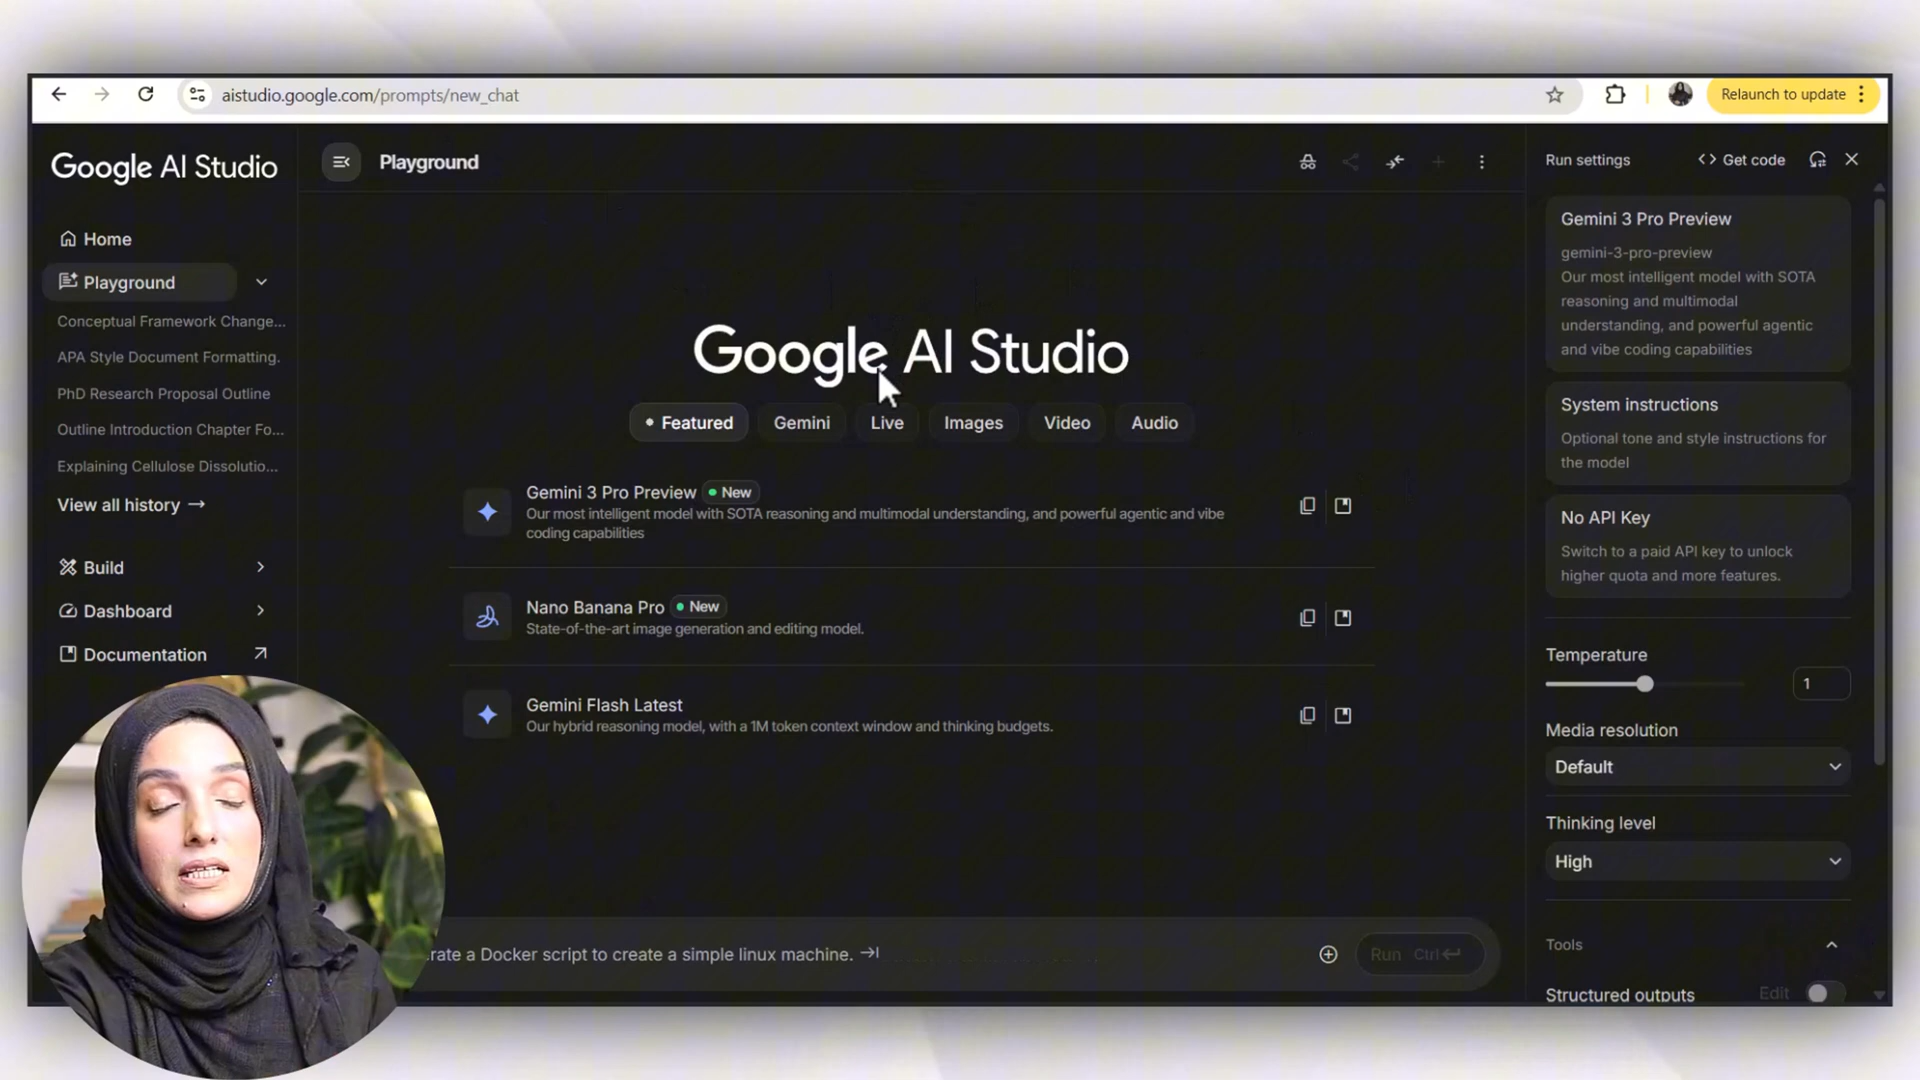 aistudio.google.com/prompts/new_chat
Relaunch to update
Google AI Studio
Home
Playground
Conceptual Framework Change...
APA Style Document Formatting.
PhD Research Proposal Outline
Outline Introduction Chapter Fo...
Explaining Cellulose Dissolutio...
View all history →
Build
Dashboard
Documentation
Playground
Google AI Studio
Featured
Gemini
Live
Images
Video
Audio
Gemini 3 Pro Preview New
Our most intelligent model with SOTA reasoning and multimodal understanding, and powerful agentic and vibe
coding capabilities
Nano Banana Pro New
State-of-the-art image generation and editing model.
Gemini Flash Latest
Our hybrid reasoning model, with a 1M token context window and thinking budgets.
rate a Docker script to create a simple linux machine.
Run Ctrl
Run settings
<> Get code
Gemini 3 Pro Preview
gemini-3-pro-preview
Our most intelligent model with SOTA
reasoning and multimodal
understanding, and powerful agentic
and vibe coding capabilities
System instructions
Optional tone and style instructions for
the model
No API Key
Switch to a paid API key to unlock
higher quota and more features.
Temperature
1
Media resolution
Default
Thinking level
High
Tools
Structured outputs
Edit